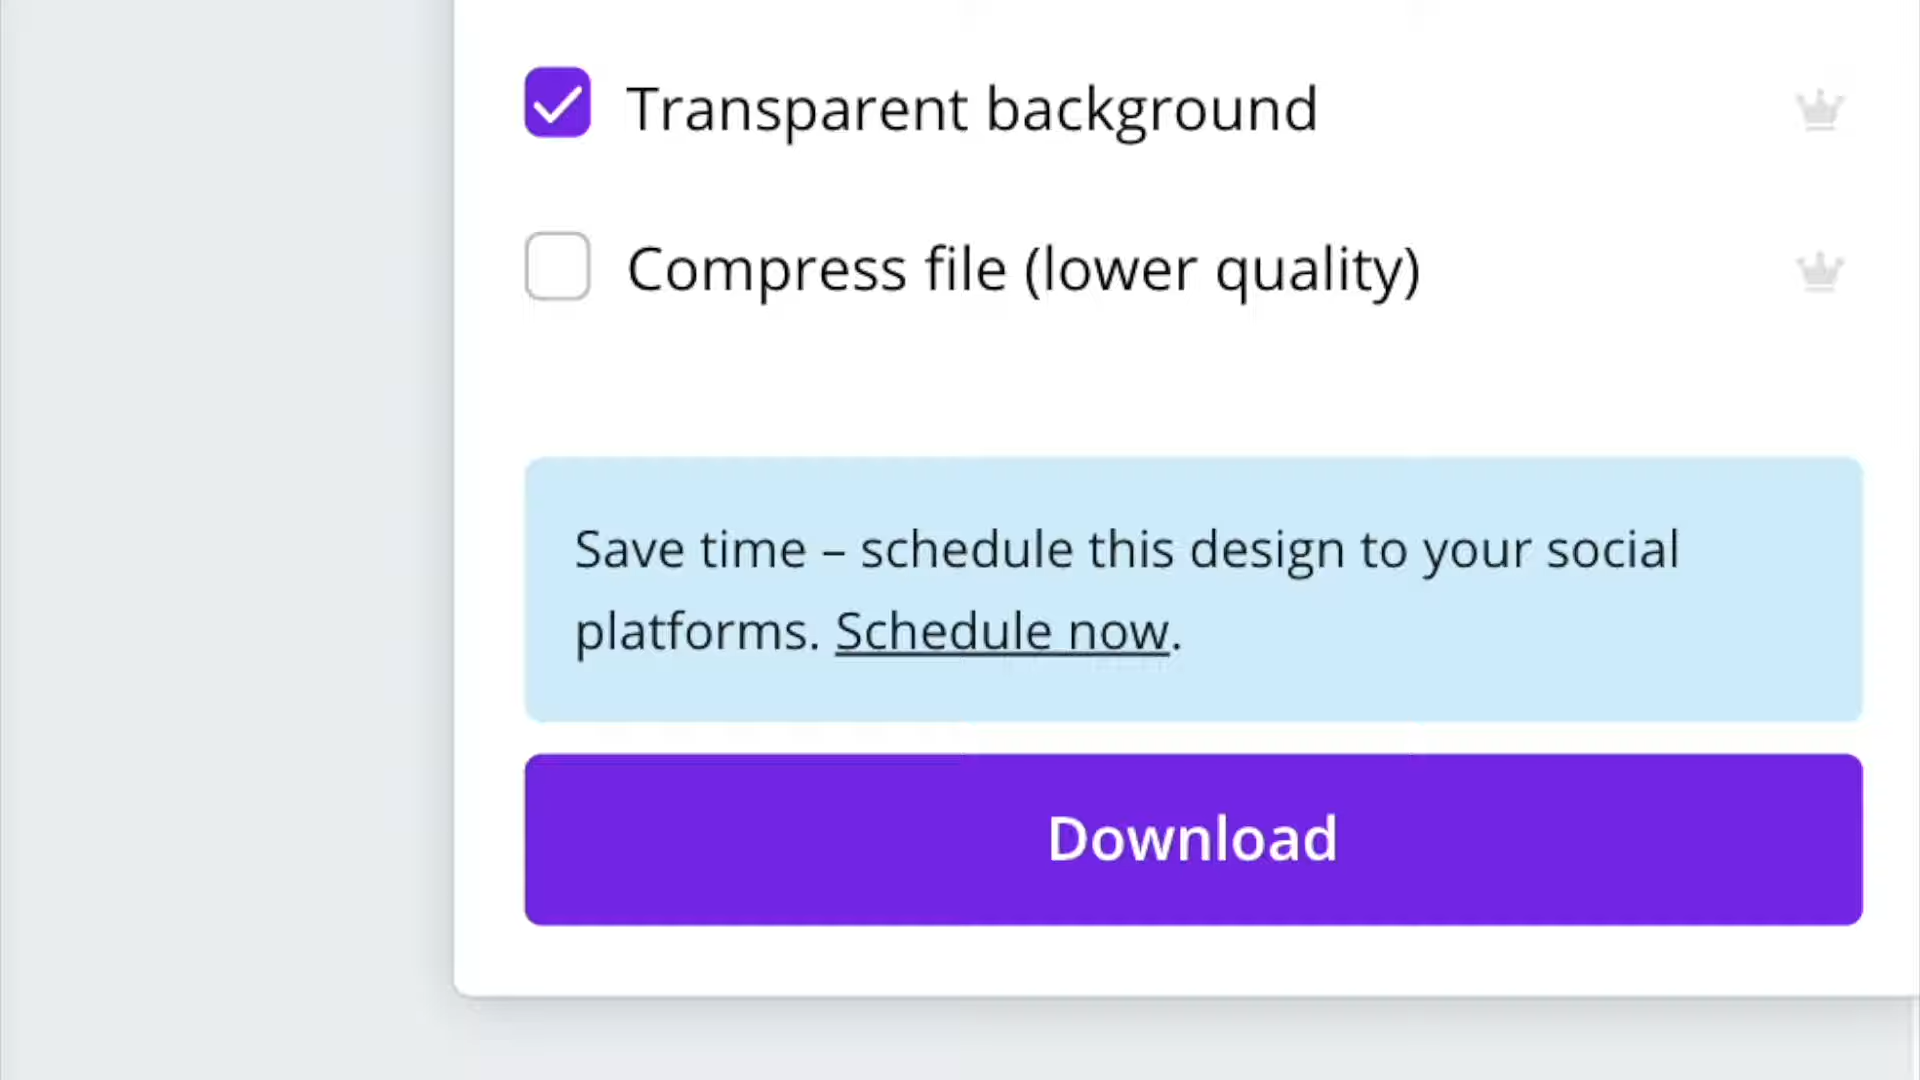 Transparent background
Compress file (lower quality)
Save time – schedule this design to your social
platforms. Schedule now.
Download